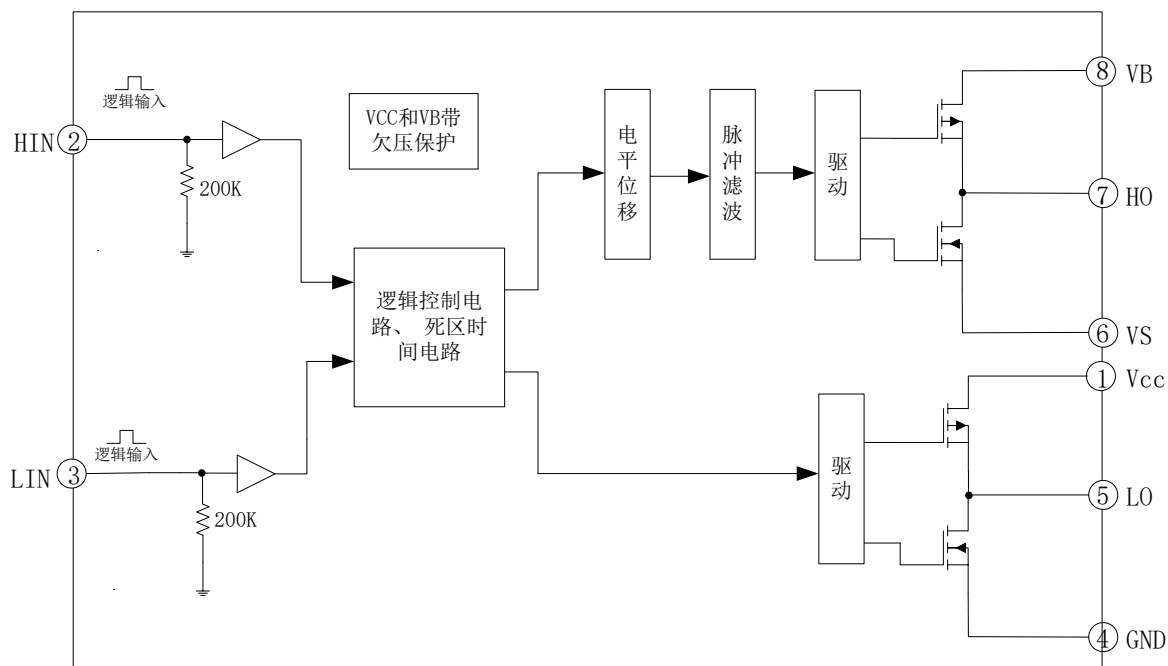 逻辑输入
HIN ②
200K
VCC和VB带
欠压保护
电平位移
脉冲滤波
驱动
⑧ VB
⑦ HO
⑥ VS
逻辑控制电
路、 死区时
间电路
① Vcc
逻辑输入
LIN ③
200K
驱动
⑤ LO
④ GND